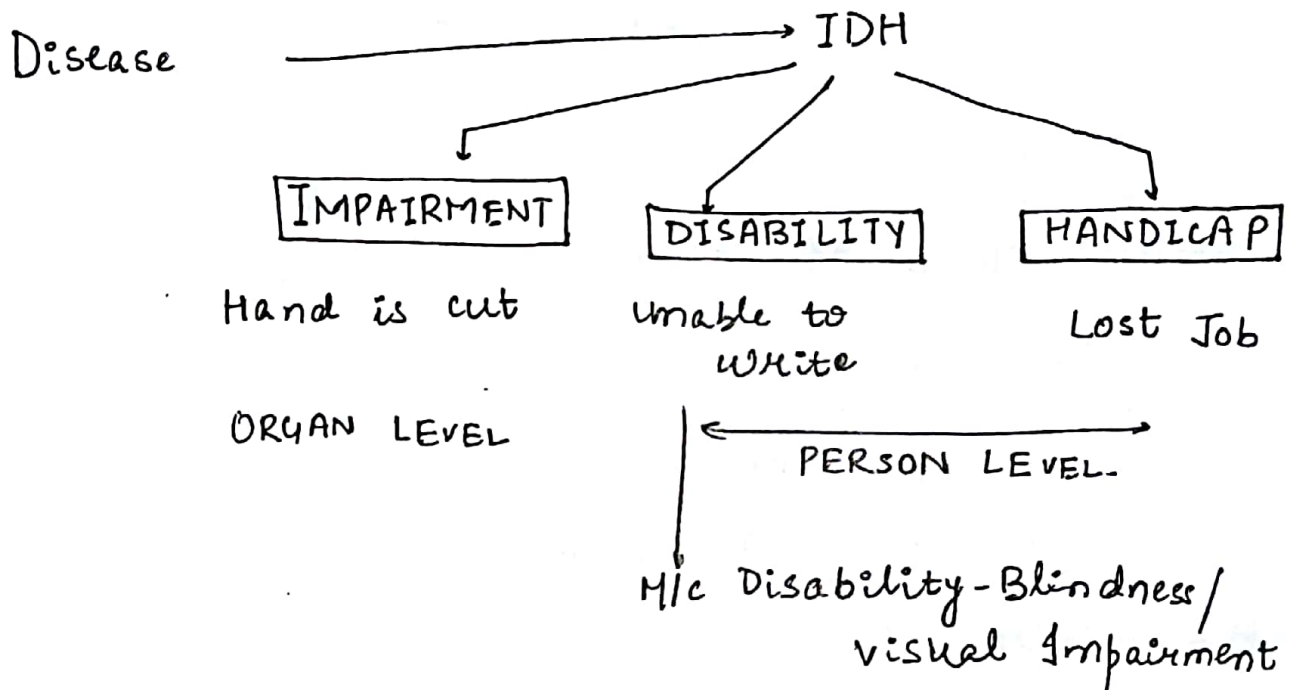 Disease
IDH
IMPAIRMENT
DISABILITY
HANDICAP
Hand is cut
unable to
write
Lost Job
ORGAN LEVEL
PERSON LEVEL.
M/c Disability-Blindness/
visual Impairment